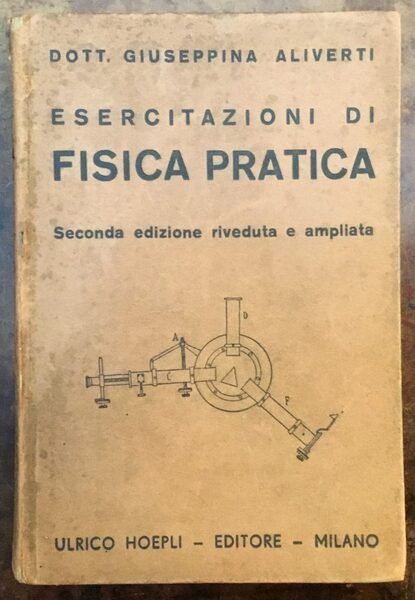 DOTT. GIUSEPPINA ALIVERTI
ESERCITAZIONI DI
FISICA PRATICA
Seconda edizione riveduta e ampliata
D
A
C
P
ULRICO HOEPLI - EDITORE - MILANO